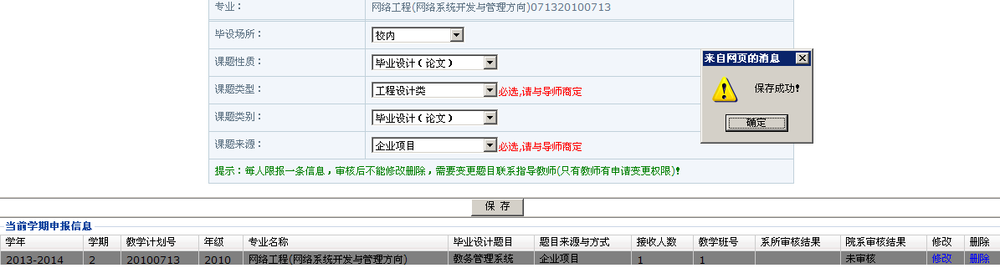 专业： 网络工程(网络系统开发与管理方向)071320100713
毕设场所： 校内
来自网页的消息
课题性质： 毕业设计（论文）
保存成功!
课题类型： 工程设计类 必选,请与导师商定
课题类别： 毕业设计（论文）
确定
课题来源： 企业项目 必选,请与导师商定
提示：每人限报一条信息，审核后不能修改删除，需要变更题目联系指导教师(只有教师有申请变更权限)!
保 存
当前学期申报信息
学年 学期 教学计划号 年级 专业名称 毕业设计题目 题目来源与方式 接收人数 教学班号 系所审核结果 院系审核结果 修改 删除
2013-2014 2 20100713 2010 网络工程(网络系统开发与管理方向) 教务管理系统 企业项目 1 1 未审核 修改 删除